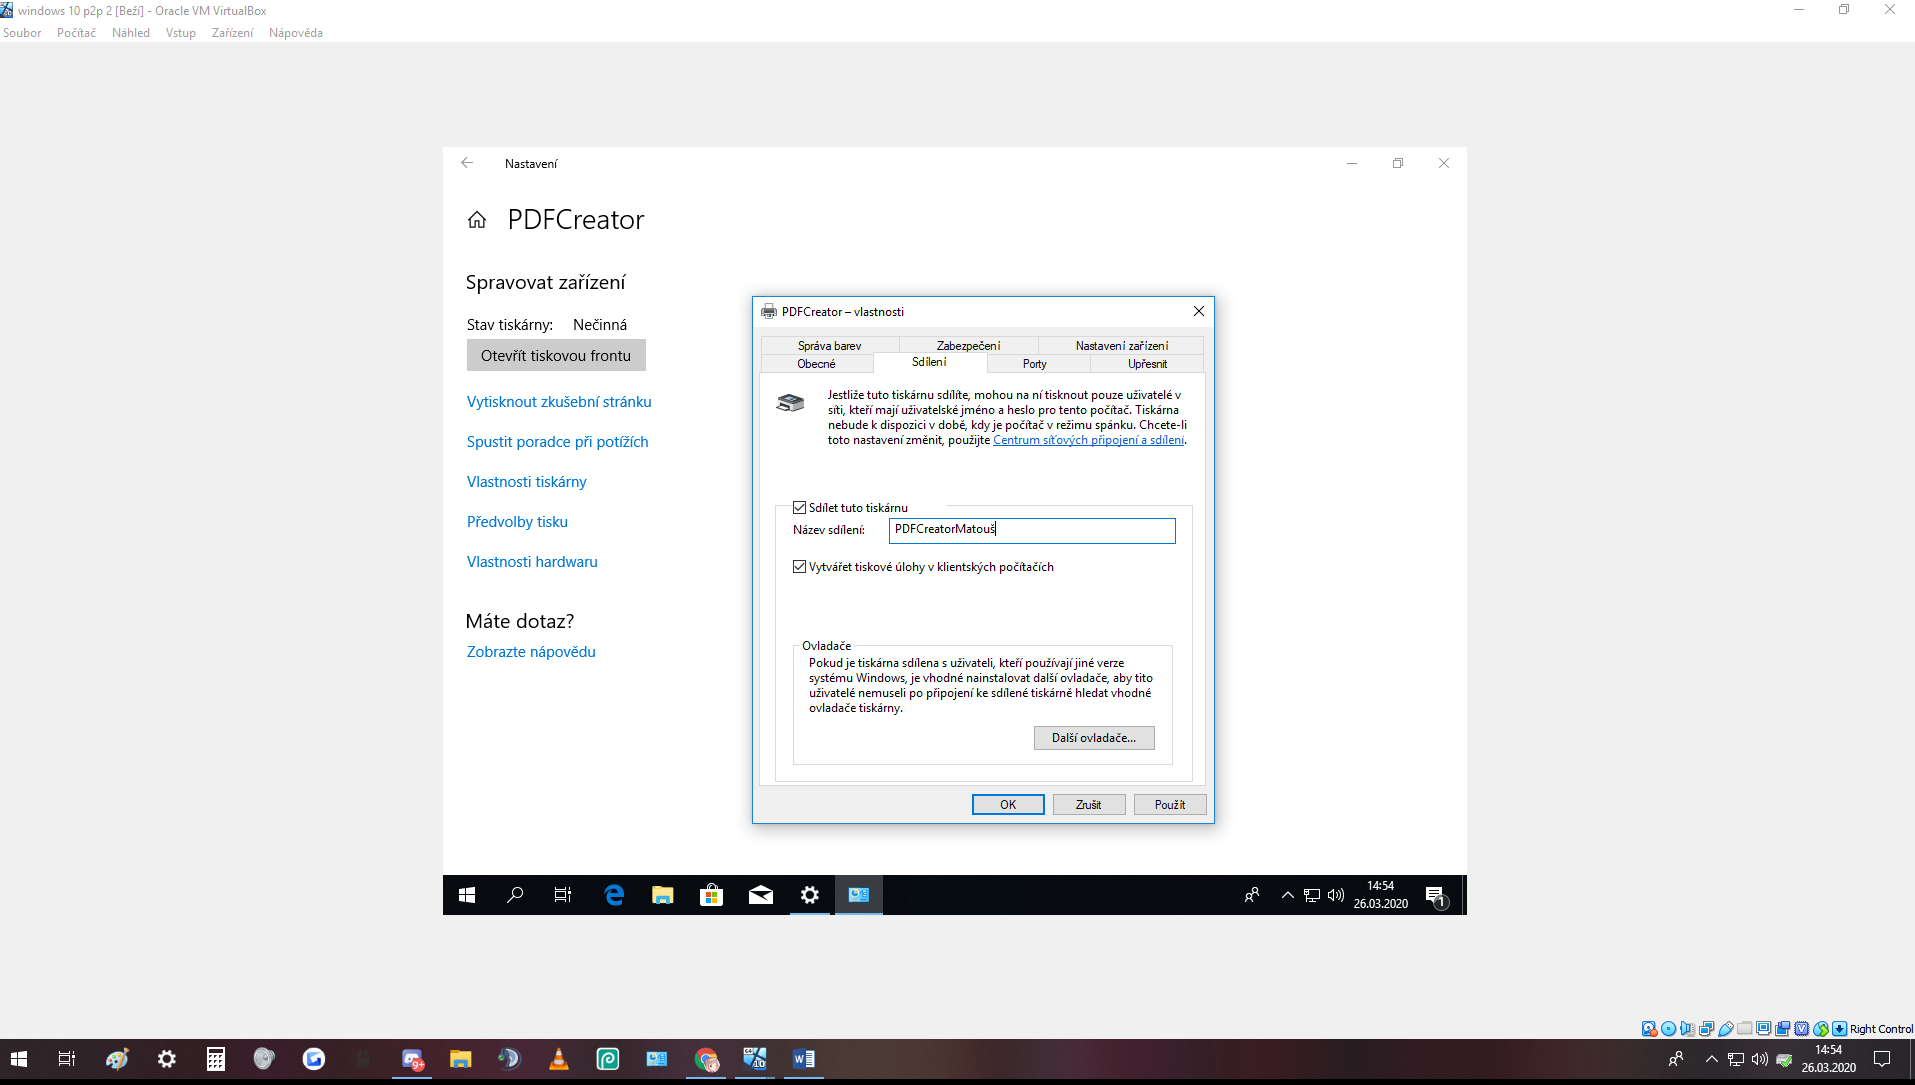 windows 10 p2p 2 [Beží] - Oracle VM VirtualBox
Soubor Počítač Náhled Vstup Zařízení Nápověda
Nastavení
PDFCreator
Spravovat zařízení
Stav tiskárny: Nečinná
Otevřít tiskovou frontu
Vytisknout zkušební stránku
Spustit poradce při potížích
Vlastnosti tiskárny
Předvolby tisku
Vlastnosti hardwaru
Máte dotaz?
Zobrazte nápovědu
PDFCreator – vlastnosti
Správa barev Zabezpečení Nastavení zařízení
Obecné Sdílení Porty Upřesnit
Jestliže tuto tiskárnu sdílíte, mohou na ní tisknout pouze uživatelé v
síti, kteří mají uživatelské jméno a heslo pro tento počítač. Tiskárna
nebude k dispozici v době, kdy je počítač v režimu spánku. Chcete-li
toto nastavení změnit, použijte Centrum síťových připojení a sdílení.
Sdílet tuto tiskárnu
Název sdílení: PDFCreatorMatouš
Vytvářet tiskové úlohy v klientských počítačích
Ovladače
Pokud je tiskárna sdílena s uživateli, kteří používají jiné verze
systému Windows, je vhodné nainstalovat další ovladače, aby tito
uživatelé nemuseli po připojení ke sdílené tiskárně hledat vhodné
ovladače tiskárny.
Další ovladače...
OK Zrušit Použít
14:54
26.03.2020
1
Right Control
9+
10
14:54
26.03.2020